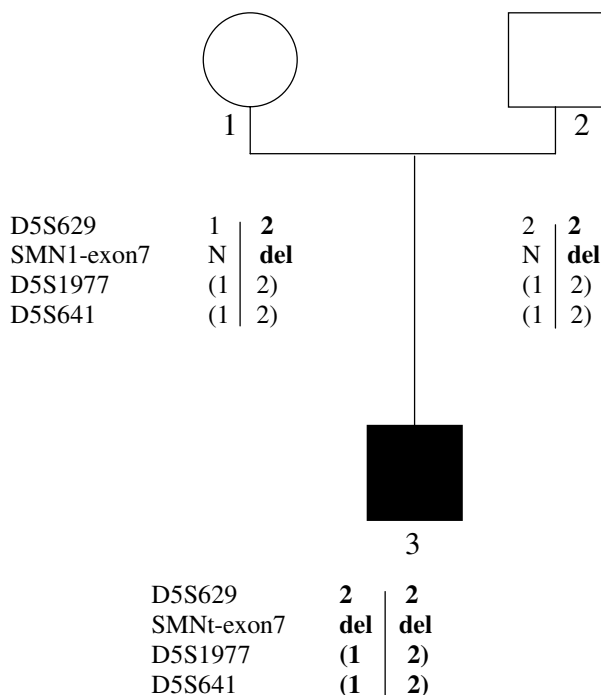 1 2
D5S629 1 2 2 2
SMN1-exon7 N del N del
D5S1977 (1 2) (1 2)
D5S641 (1 2) (1 2)
3
D5S629 2 2
SMNt-exon7 del del
D5S1977 (1 2)
D5S641 (1 2)